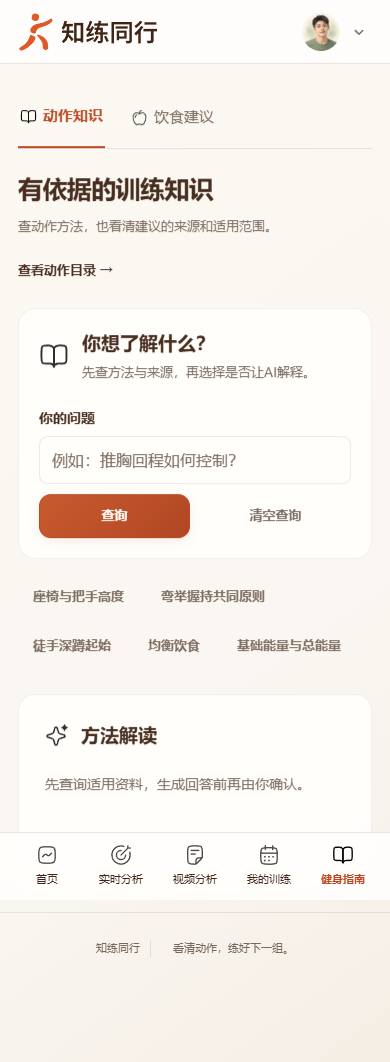 知练同行
动作知识
饮食建议
有依据的训练知识
查动作方法，也看清建议的来源和适用范围。
查看动作目录 →
你想了解什么？
先查方法与来源，再选择是否让AI解释。
你的问题
例如：推胸回程如何控制？
查询
清空查询
座椅与把手高度
弯举握持共同原则
徒手深蹲起始
均衡饮食
基础能量与总能量
方法解读
先查询适用资料，生成回答前再由你确认。
首页
实时分析
视频分析
我的训练
健身指南
知练同行
看清动作，练好下一组。